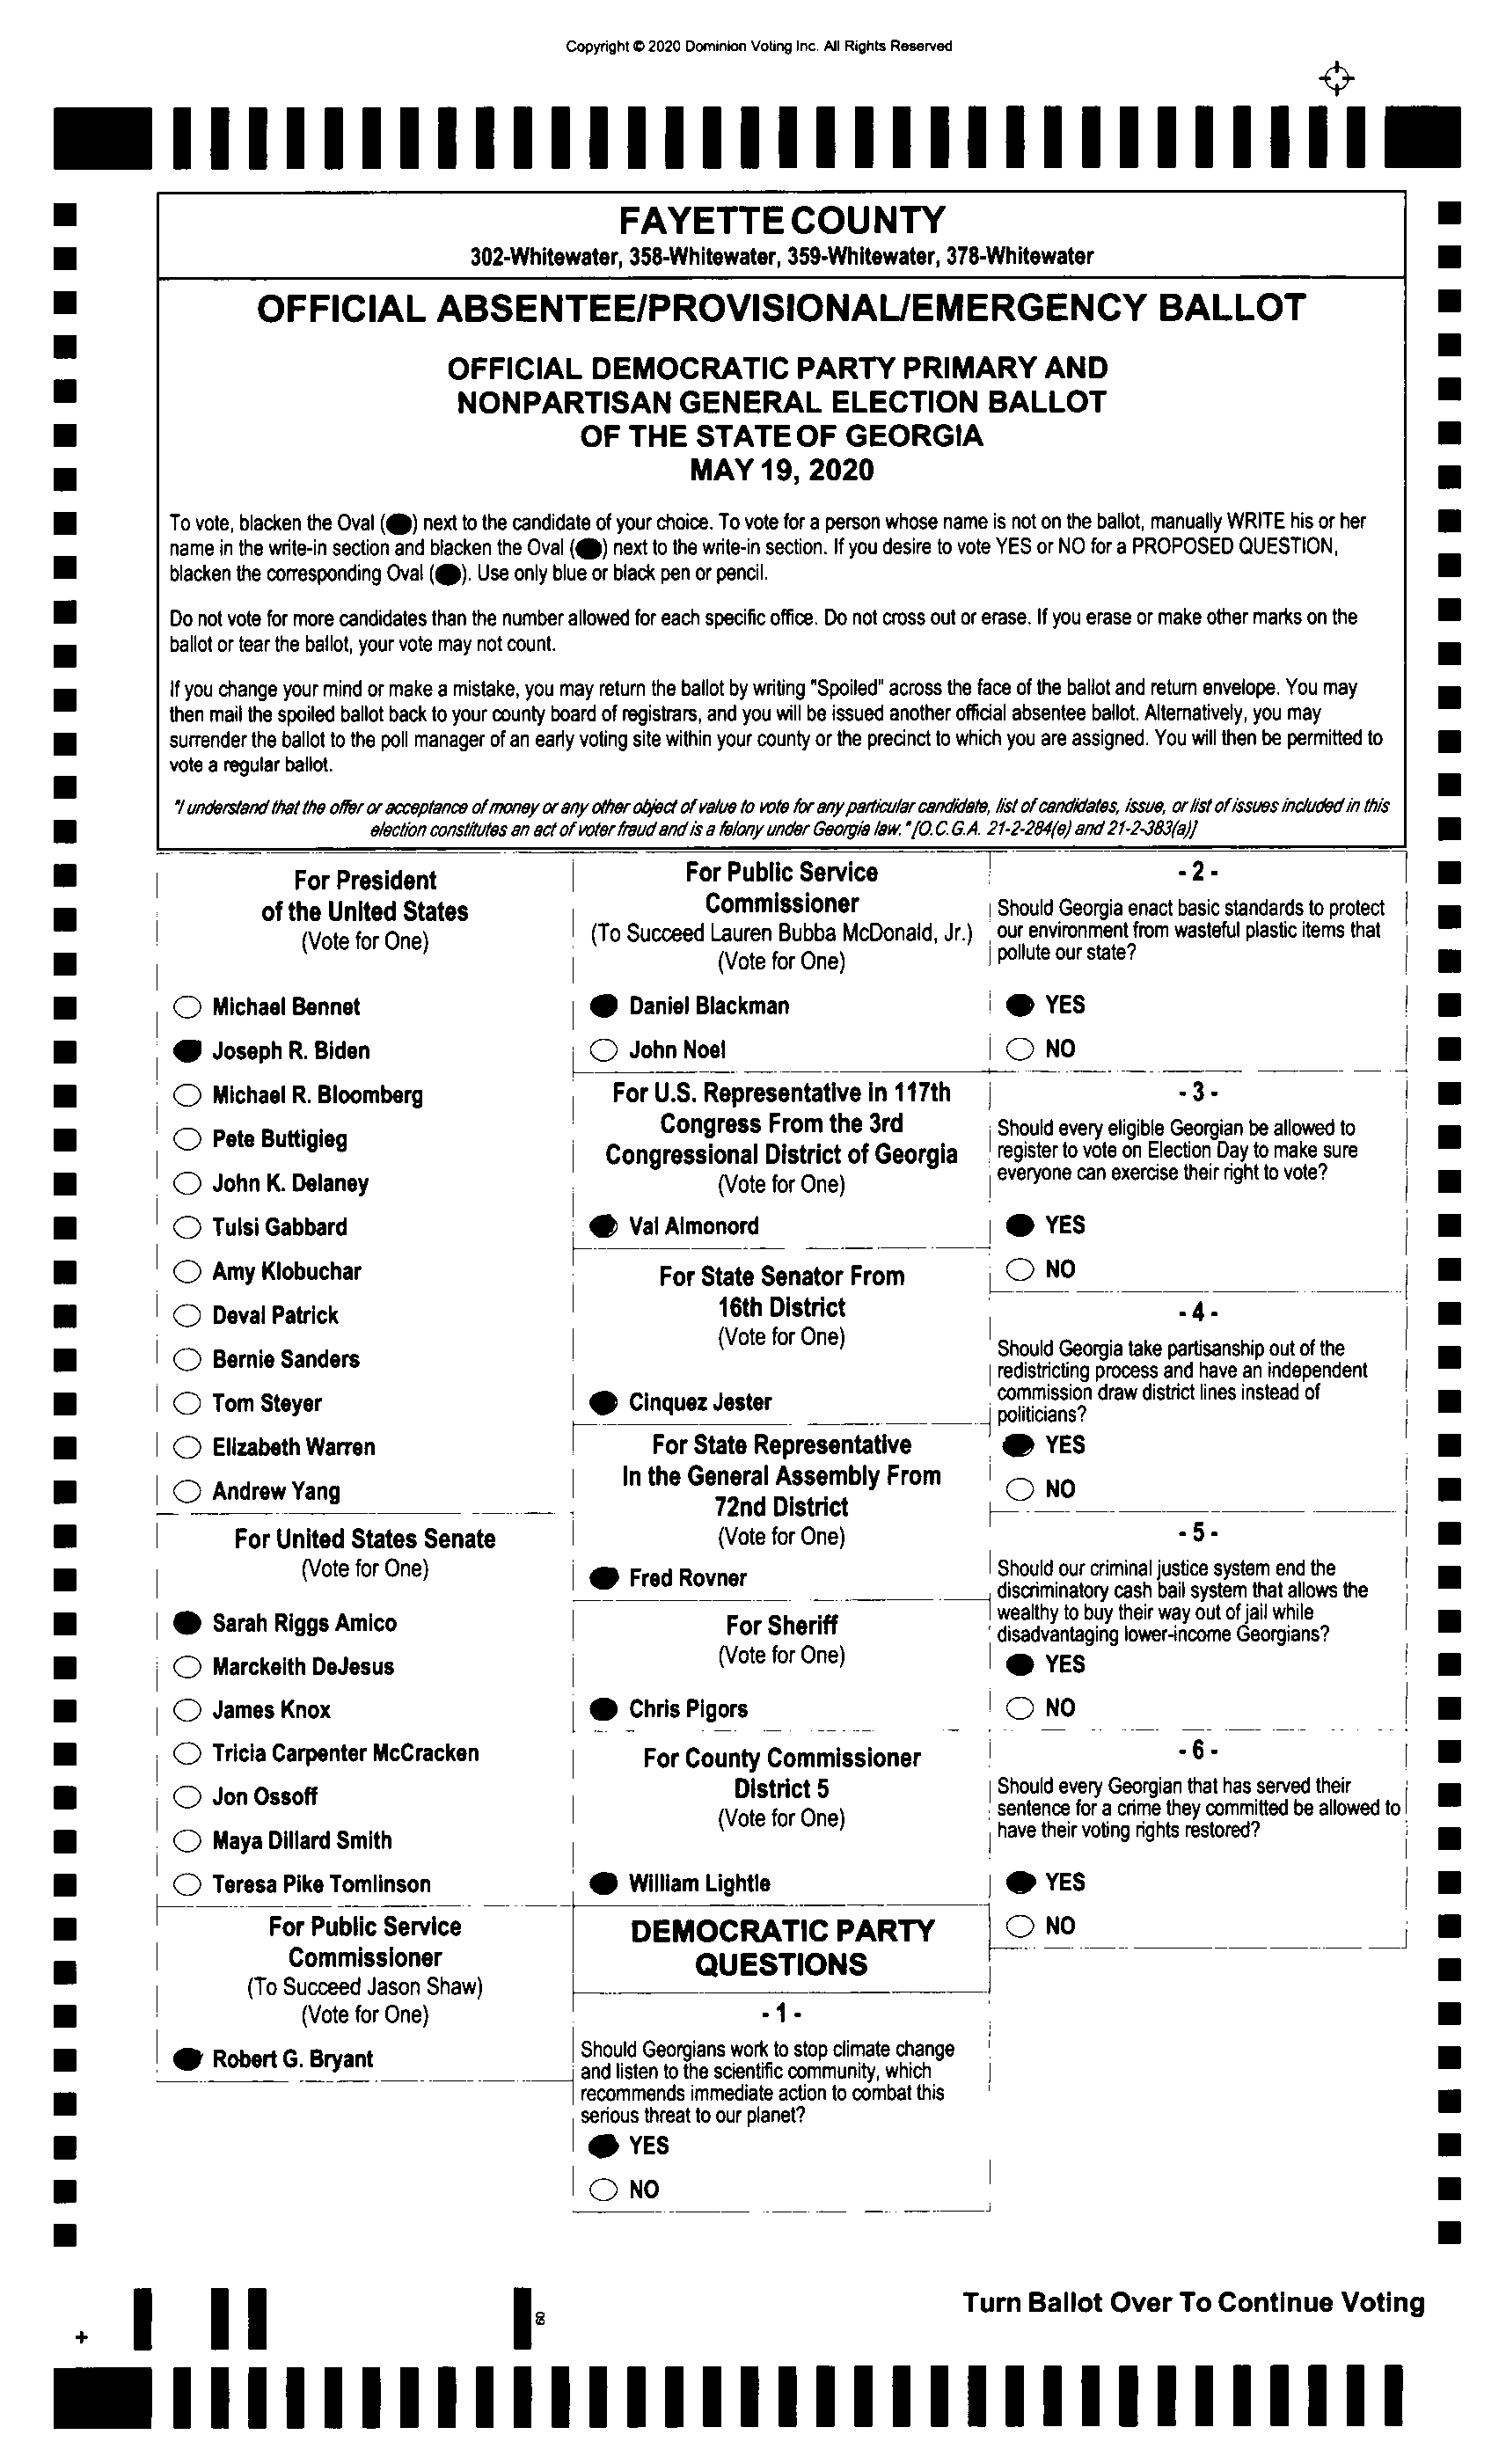 Copyright © 2020 Dominion Voting Inc. All Rights Reserved
FAYETTE COUNTY
302-Whitewater, 358-Whitewater, 359-Whitewater, 378-Whitewater
OFFICIAL ABSENTEE/PROVISIONAL/EMERGENCY BALLOT
OFFICIAL DEMOCRATIC PARTY PRIMARY AND
NONPARTISAN GENERAL ELECTION BALLOT
OF THE STATE OF GEORGIA
MAY 19, 2020
To vote, blacken the Oval ( ) next to the candidate of your choice. To vote for a person whose name is not on the ballot, manually WRITE his or her
name in the write-in section and blacken the Oval ( ) next to the write-in section. If you desire to vote YES or NO for a PROPOSED QUESTION,
blacken the corresponding Oval ( ). Use only blue or black pen or pencil.
Do not vote for more candidates than the number allowed for each specific office. Do not cross out or erase. If you erase or make other marks on the
ballot or tear the ballot, your vote may not count.
If you change your mind or make a mistake, you may return the ballot by writing "Spoiled" across the face of the ballot and return envelope. You may
then mail the spoiled ballot back to your county board of registrars, and you will be issued another official absentee ballot. Alternatively, you may
surrender the ballot to the poll manager of an early voting site within your county or the precinct to which you are assigned. You will then be permitted to
vote a regular ballot.
"I understand that the offer or acceptance of money or any other object of value to vote for any particular candidate, list of candidates, issue, or list of issues included in this
election constitutes an act of voter fraud and is a felony under Georgia law." [O.C.G.A. 21-2-284(e) and 21-2-383(a)]
For President
of the United States
(Vote for One)
Michael Bennet
Joseph R. Biden
Michael R. Bloomberg
Pete Buttigieg
John K. Delaney
Tulsi Gabbard
Amy Klobuchar
Deval Patrick
Bernie Sanders
Tom Steyer
Elizabeth Warren
Andrew Yang
For United States Senate
(Vote for One)
Sarah Riggs Amico
Marckeith DeJesus
James Knox
Tricia Carpenter McCracken
Jon Ossoff
Maya Dillard Smith
Teresa Pike Tomlinson
For Public Service
Commissioner
(To Succeed Jason Shaw)
(Vote for One)
Robert G. Bryant
For Public Service
Commissioner
(To Succeed Lauren Bubba McDonald, Jr.)
(Vote for One)
Daniel Blackman
John Noel
For U.S. Representative in 117th
Congress From the 3rd
Congressional District of Georgia
(Vote for One)
Val Almonord
For State Senator From
16th District
(Vote for One)
Cinquez Jester
For State Representative
In the General Assembly From
72nd District
(Vote for One)
Fred Rovner
For Sheriff
(Vote for One)
Chris Pigors
For County Commissioner
District 5
(Vote for One)
William Lightle
DEMOCRATIC PARTY
QUESTIONS
- 1 -
Should Georgians work to stop climate change
and listen to the scientific community, which
recommends immediate action to combat this
serious threat to our planet?
YES
NO
- 2 -
Should Georgia enact basic standards to protect
our environment from wasteful plastic items that
pollute our state?
YES
NO
- 3 -
Should every eligible Georgian be allowed to
register to vote on Election Day to make sure
everyone can exercise their right to vote?
YES
NO
- 4 -
Should Georgia take partisanship out of the
redistricting process and have an independent
commission draw district lines instead of
politicians?
YES
NO
- 5 -
Should our criminal justice system end the
discriminatory cash bail system that allows the
wealthy to buy their way out of jail while
disadvantaging lower-income Georgians?
YES
NO
- 6 -
Should every Georgian that has served their
sentence for a crime they committed be allowed to
have their voting rights restored?
YES
NO
Turn Ballot Over To Continue Voting